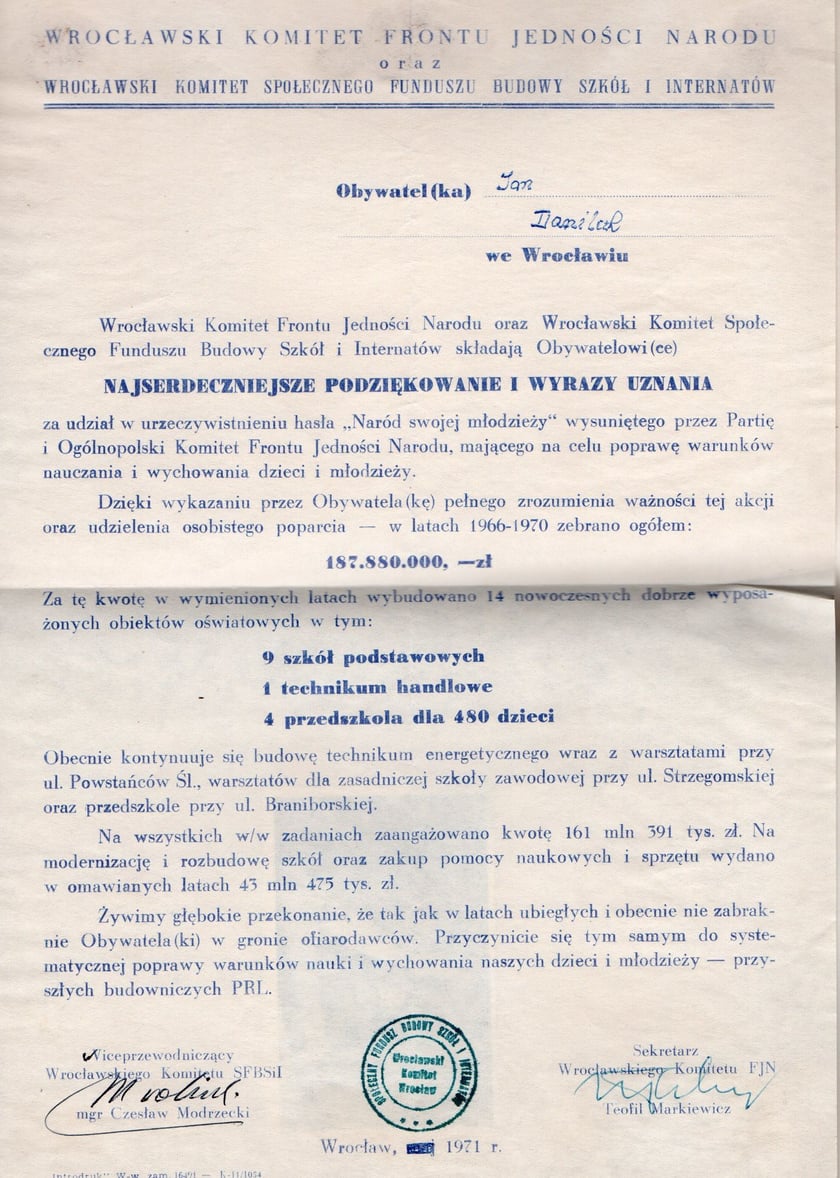 WROCŁAWSKI KOMITET FRONTU JEDNOŚCI NARODU
oraz
WROCŁAWSKI KOMITET SPOŁECZNEGO FUNDUSZU BUDOWY SZKÓŁ I INTERNATÓW
Obywatel(ka) Jan
Danilak
we Wrocławiu
Wrocławski Komitet Frontu Jedności Narodu oraz Wrocławski Komitet Społe-
cznego Funduszu Budowy Szkół i Internatów składają Obywatelowi(ce)
NAJSERDECZNIEJSZE PODZIĘKOWANIE I WYRAZY UZNANIA
za udział w urzeczywistnieniu hasła „Naród swojej młodzieży“ wysuniętego przez Partię
i Ogólnopolski Komitet Frontu Jedności Narodu, mającego na celu poprawę warunków
nauczania i wychowania dzieci i młodzieży.
Dzięki wykazaniu przez Obywatela(kę) pełnego zrozumienia ważności tej akcji
oraz udzielenia osobistego poparcia — w latach 1966-1970 zebrano ogółem:
187.880.000, —zł
Za tę kwotę w wymienionych latach wybudowano 14 nowoczesnych dobrze wyposa-
żonych obiektów oświatowych w tym:
9 szkół podstawowych
1 technikum handlowe
4 przedszkola dla 480 dzieci
Obecnie kontynuuje się budowę technikum energetycznego wraz z warsztatami przy
ul. Powstańców Śl., warsztatów dla zasadniczej szkoły zawodowej przy ul. Strzegomskiej
oraz przedszkole przy ul. Braniborskiej.
Na wszystkich w/w zadaniach zaangażowano kwotę 161 mln 391 tys. zł. Na
modernizację i rozbudowę szkół oraz zakup pomocy naukowych i sprzętu wydano
w omawianych latach 43 mln 475 tys. zł.
Żywimy głębokie przekonanie, że tak jak w latach ubiegłych i obecnie nie zabrak-
nie Obywatela(ki) w gronie ofiarodawców. Przyczynicie się tym samym do syste-
matycznej poprawy warunków nauki i wychowania naszych dzieci i młodzieży — przy-
szłych budowniczych PRL.
Viceprzewodniczący
Wrocławskiego Komitetu SFBSiI
mgr Czesław Modrzecki
SPOŁECZNY FUNDUSZ BUDOWY SZKÓŁ I INTERNATÓW
Wrocławski
Komitet
Wrocław
Sekretarz
Wrocławskiego Komitetu FJN
Teofil Markiewicz
Wrocław, 1971 r.
W-w, zam. 16491 — K-11/1054